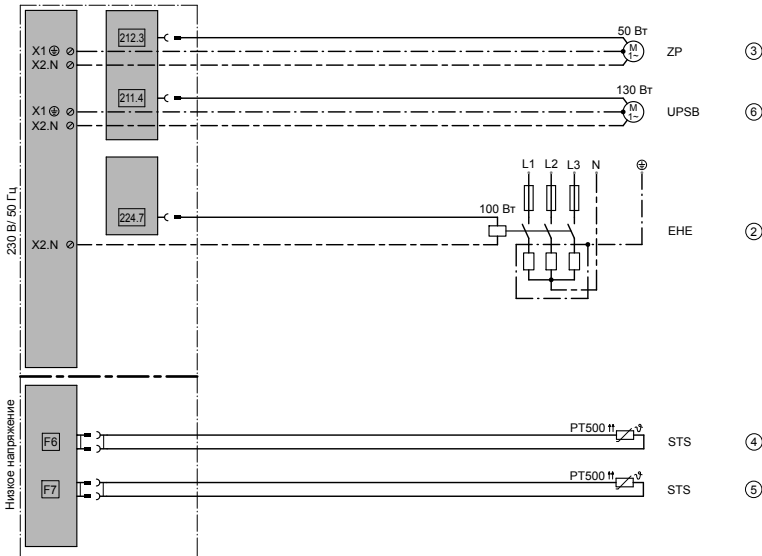 50 Вт
212.3
M
1~
ZP
3
X1
X2.N
130 Вт
211.4
M
1~
UPSB
6
X1
X2.N
L1 L2 L3 N
230 В/ 50 Гц
224.7
100 Вт
EHE
2
X2.N
Низкое напряжение
PT500
ϑ
F6
STS
4
PT500
ϑ
F7
STS
5